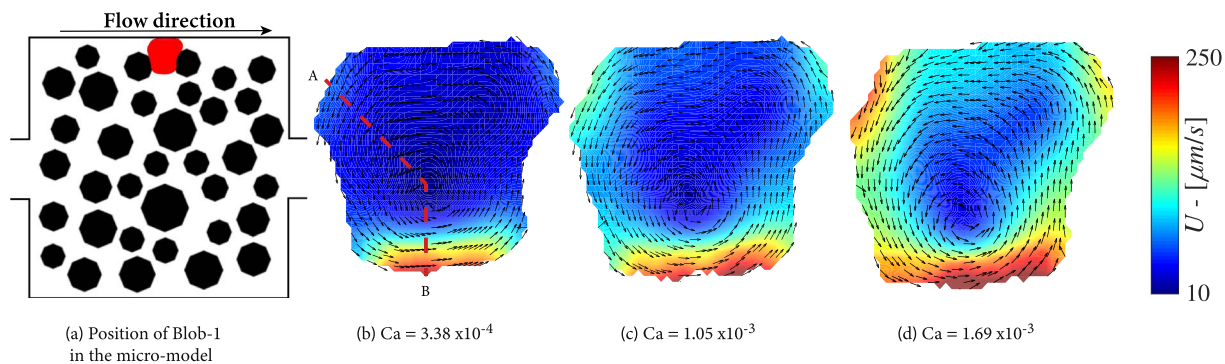 Flow direction
A
B
250
U - [μm/s]
10
(a) Position of Blob-1
in the micro-model
(b) Ca = 3.38 x10⁻⁴
(c) Ca = 1.05 x10⁻³
(d) Ca = 1.69 x10⁻³